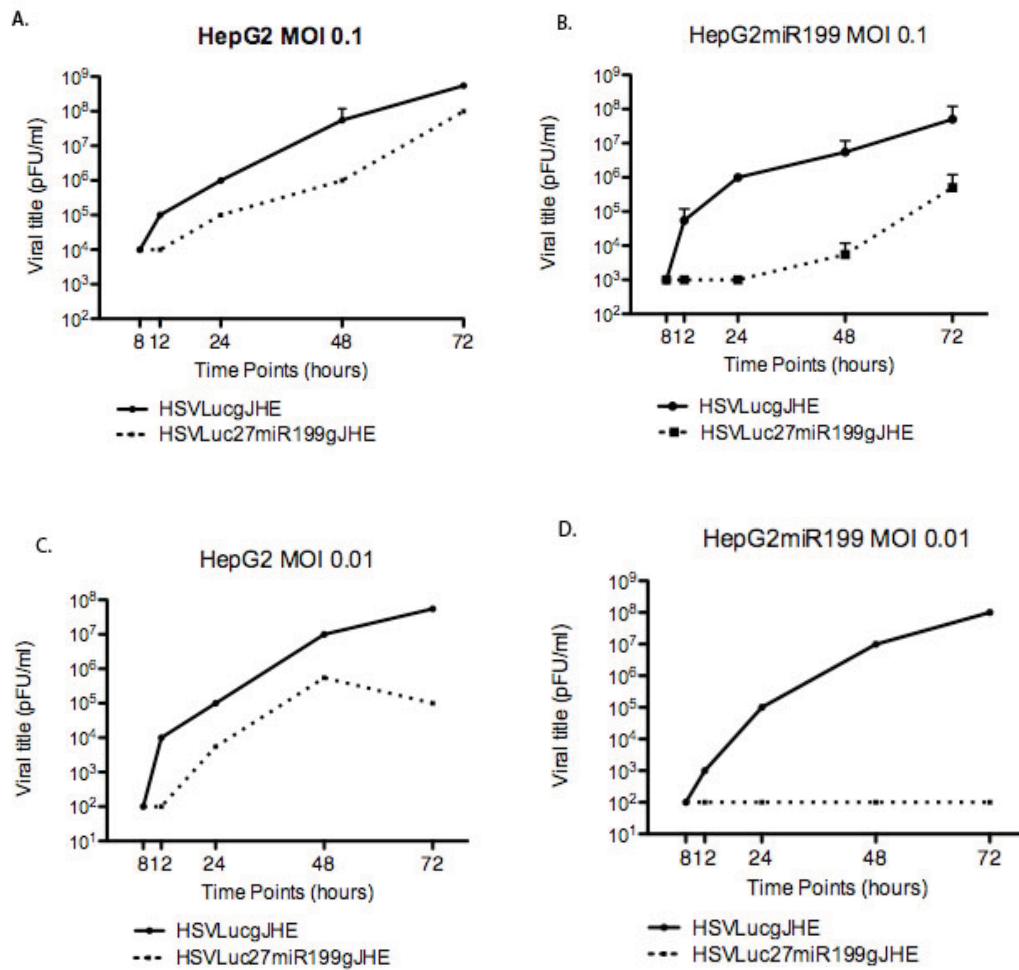 A.
HepG2 MOI 0.1
10⁹
10⁸
10⁷
10⁶
10⁵
10⁴
10³
10²
Viral title (pFU/ml)
8 12 24 48 72
Time Points (hours)
HSVLucgJHE
HSVLuc27miR199gJHE
B.
HepG2miR199 MOI 0.1
10⁹
10⁸
10⁷
10⁶
10⁵
10⁴
10³
10²
Viral title (pFU/ml)
812 24 48 72
Time Points (hours)
HSVLucgJHE
HSVLuc27miR199gJHE
C.
HepG2 MOI 0.01
10⁸
10⁷
10⁶
10⁵
10⁴
10³
10²
10¹
Viral title (pFU/ml)
812 24 48 72
Time Points (hours)
HSVLucgJHE
HSVLuc27miR199gJHE
D.
HepG2miR199 MOI 0.01
10⁹
10⁸
10⁷
10⁶
10⁵
10⁴
10³
10²
10¹
Viral title (pFU/ml)
812 24 48 72
Time Points (hours)
HSVLucgJHE
HSVLuc27miR199gJHE